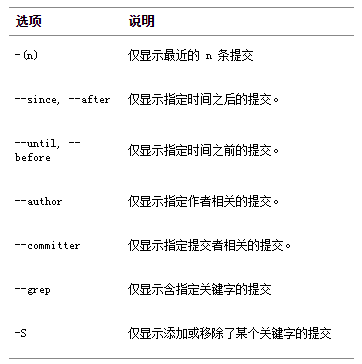 选项 说明
-(n) 仅显示最近的 n 条提交
--since, --after 仅显示指定时间之后的提交。
--until, --
before 仅显示指定时间之前的提交。
--author 仅显示指定作者相关的提交。
--committer 仅显示指定提交者相关的提交。
--grep 仅显示含指定关键字的提交
-S 仅显示添加或移除了某个关键字的提交